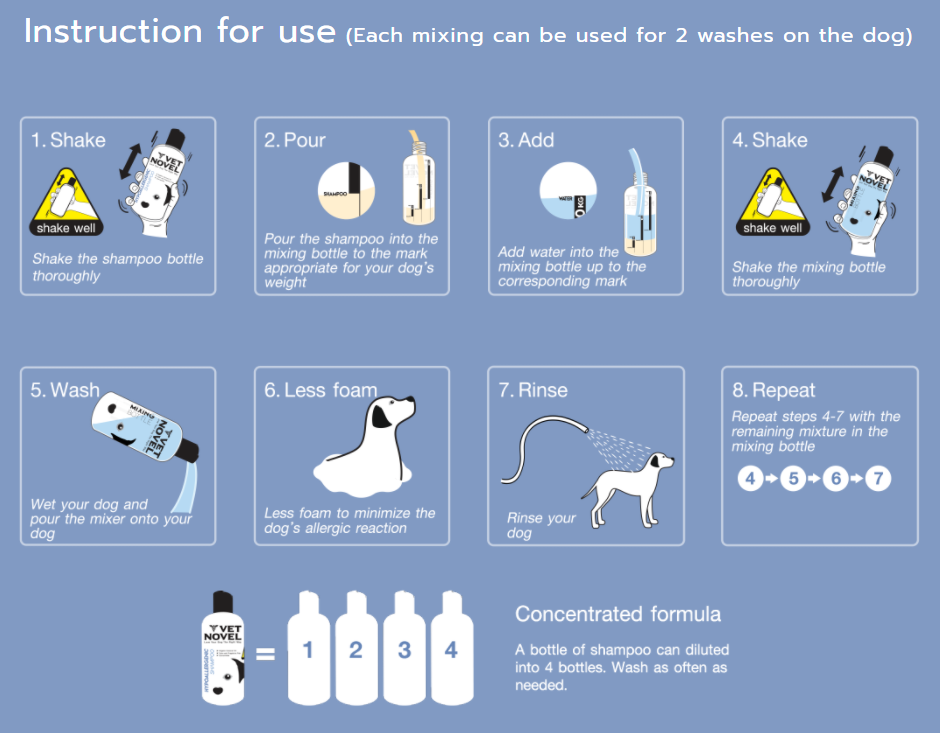 Instruction for use (Each mixing can be used for 2 washes on the dog)
1. Shake
VET
NOVEL
shake well
Shake the shampoo bottle
thoroughly
2. Pour
SHAMPOO
Pour the shampoo into the
mixing bottle to the mark
appropriate for your dog's
weight
3. Add
WATER
KG
Add water into the
mixing bottle up to the
corresponding mark
4. Shake
VET
NOVEL
shake well
Shake the mixing bottle
thoroughly
5. Wash
MIXING
BOTTLE
VET
NOVEL
Wet your dog and
pour the mixer onto your
dog
6. Less foam
Less foam to minimize the
dog's allergic reaction
7. Rinse
Rinse your
dog
8. Repeat
Repeat steps 4-7 with the
remaining mixture in the
mixing bottle
4 5 6 7
VET
NOVEL
=
1 2 3 4
Concentrated formula
A bottle of shampoo can diluted
into 4 bottles. Wash as often as
needed.